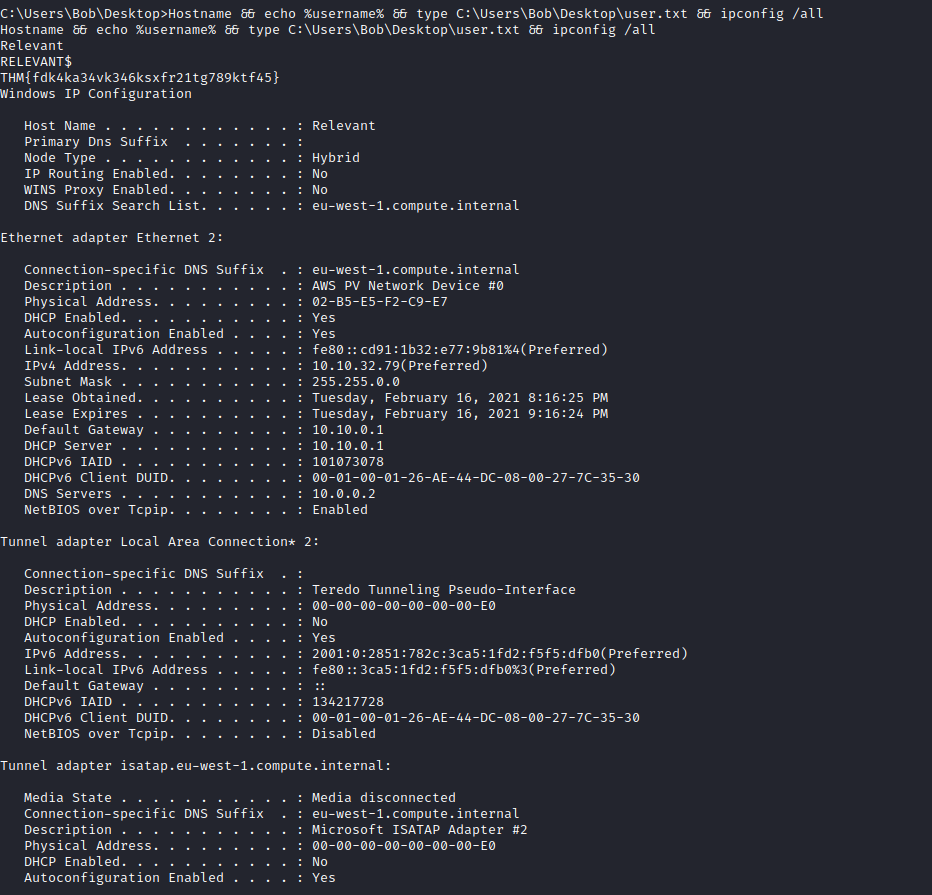 C:\Users\Bob\Desktop>Hostname && echo %username% && type C:\Users\Bob\Desktop\user.txt && ipconfig /all
Hostname && echo %username% && type C:\Users\Bob\Desktop\user.txt && ipconfig /all
Relevant
RELEVANT$
THM{fdk4ka34vk346ksxfr21tg789ktf45}
Windows IP Configuration
Host Name . . . . . . . . . . . . : Relevant
Primary Dns Suffix  . . . . . . . :
Node Type . . . . . . . . . . . . : Hybrid
IP Routing Enabled. . . . . . . . : No
WINS Proxy Enabled. . . . . . . . : No
DNS Suffix Search List. . . . . . : eu-west-1.compute.internal
Ethernet adapter Ethernet 2:
Connection-specific DNS Suffix  . : eu-west-1.compute.internal
Description . . . . . . . . . . . : AWS PV Network Device #0
Physical Address. . . . . . . . . : 02-B5-E5-F2-C9-E7
DHCP Enabled. . . . . . . . . . . : Yes
Autoconfiguration Enabled . . . . : Yes
Link-local IPv6 Address . . . . . : fe80::cd91:1b32:e77:9b81%4(Preferred)
IPv4 Address. . . . . . . . . . . : 10.10.32.79(Preferred)
Subnet Mask . . . . . . . . . . . : 255.255.0.0
Lease Obtained. . . . . . . . . . : Tuesday, February 16, 2021 8:16:25 PM
Lease Expires . . . . . . . . . . : Tuesday, February 16, 2021 9:16:24 PM
Default Gateway . . . . . . . . . : 10.10.0.1
DHCP Server . . . . . . . . . . . : 10.10.0.1
DHCPv6 IAID . . . . . . . . . . . : 101073078
DHCPv6 Client DUID. . . . . . . . : 00-01-00-01-26-AE-44-DC-08-00-27-7C-35-30
DNS Servers . . . . . . . . . . . : 10.0.0.2
NetBIOS over Tcpip. . . . . . . . : Enabled
Tunnel adapter Local Area Connection* 2:
Connection-specific DNS Suffix  . :
Description . . . . . . . . . . . : Teredo Tunneling Pseudo-Interface
Physical Address. . . . . . . . . : 00-00-00-00-00-00-00-E0
DHCP Enabled. . . . . . . . . . . : No
Autoconfiguration Enabled . . . . : Yes
IPv6 Address. . . . . . . . . . . : 2001:0:2851:782c:3ca5:1fd2:f5f5:dfb0(Preferred)
Link-local IPv6 Address . . . . . : fe80::3ca5:1fd2:f5f5:dfb0%3(Preferred)
Default Gateway . . . . . . . . . : ::
DHCPv6 IAID . . . . . . . . . . . : 134217728
DHCPv6 Client DUID. . . . . . . . : 00-01-00-01-26-AE-44-DC-08-00-27-7C-35-30
NetBIOS over Tcpip. . . . . . . . : Disabled
Tunnel adapter isatap.eu-west-1.compute.internal:
Media State . . . . . . . . . . . : Media disconnected
Connection-specific DNS Suffix  . : eu-west-1.compute.internal
Description . . . . . . . . . . . : Microsoft ISATAP Adapter #2
Physical Address. . . . . . . . . : 00-00-00-00-00-00-00-E0
DHCP Enabled. . . . . . . . . . . : No
Autoconfiguration Enabled . . . . : Yes